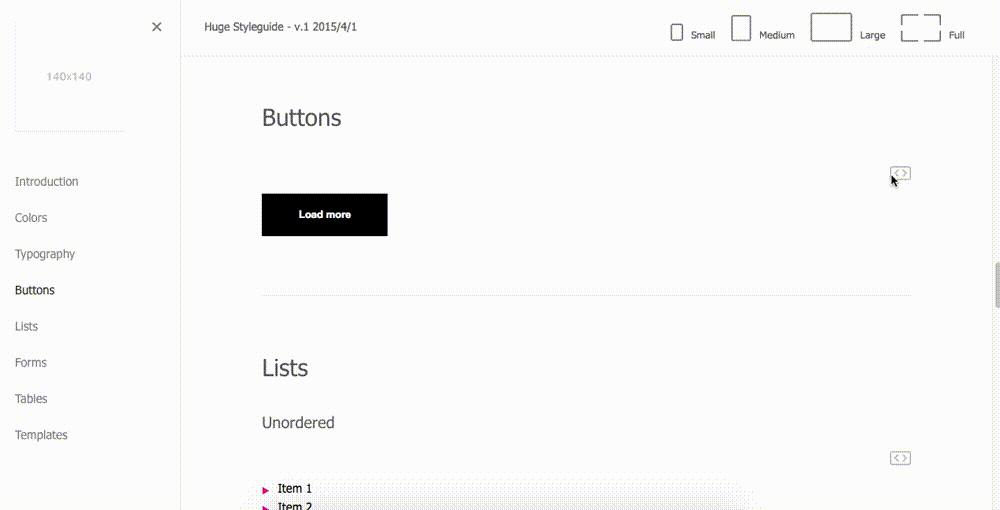 Huge Styleguide - v.1 2015/4/1
Small
Medium
Large
Full
140x140
Introduction
Colors
Typography
Buttons
Lists
Forms
Tables
Templates
Buttons
Load more
Lists
Unordered
Item 1
Item 2